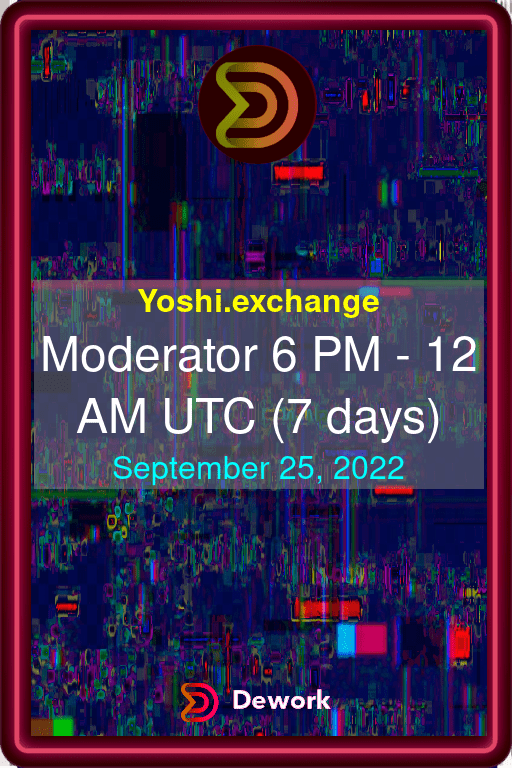 Yoshi.exchange
Moderator 6 PM - 12
AM UTC (7 days)
September 25, 2022
Dework